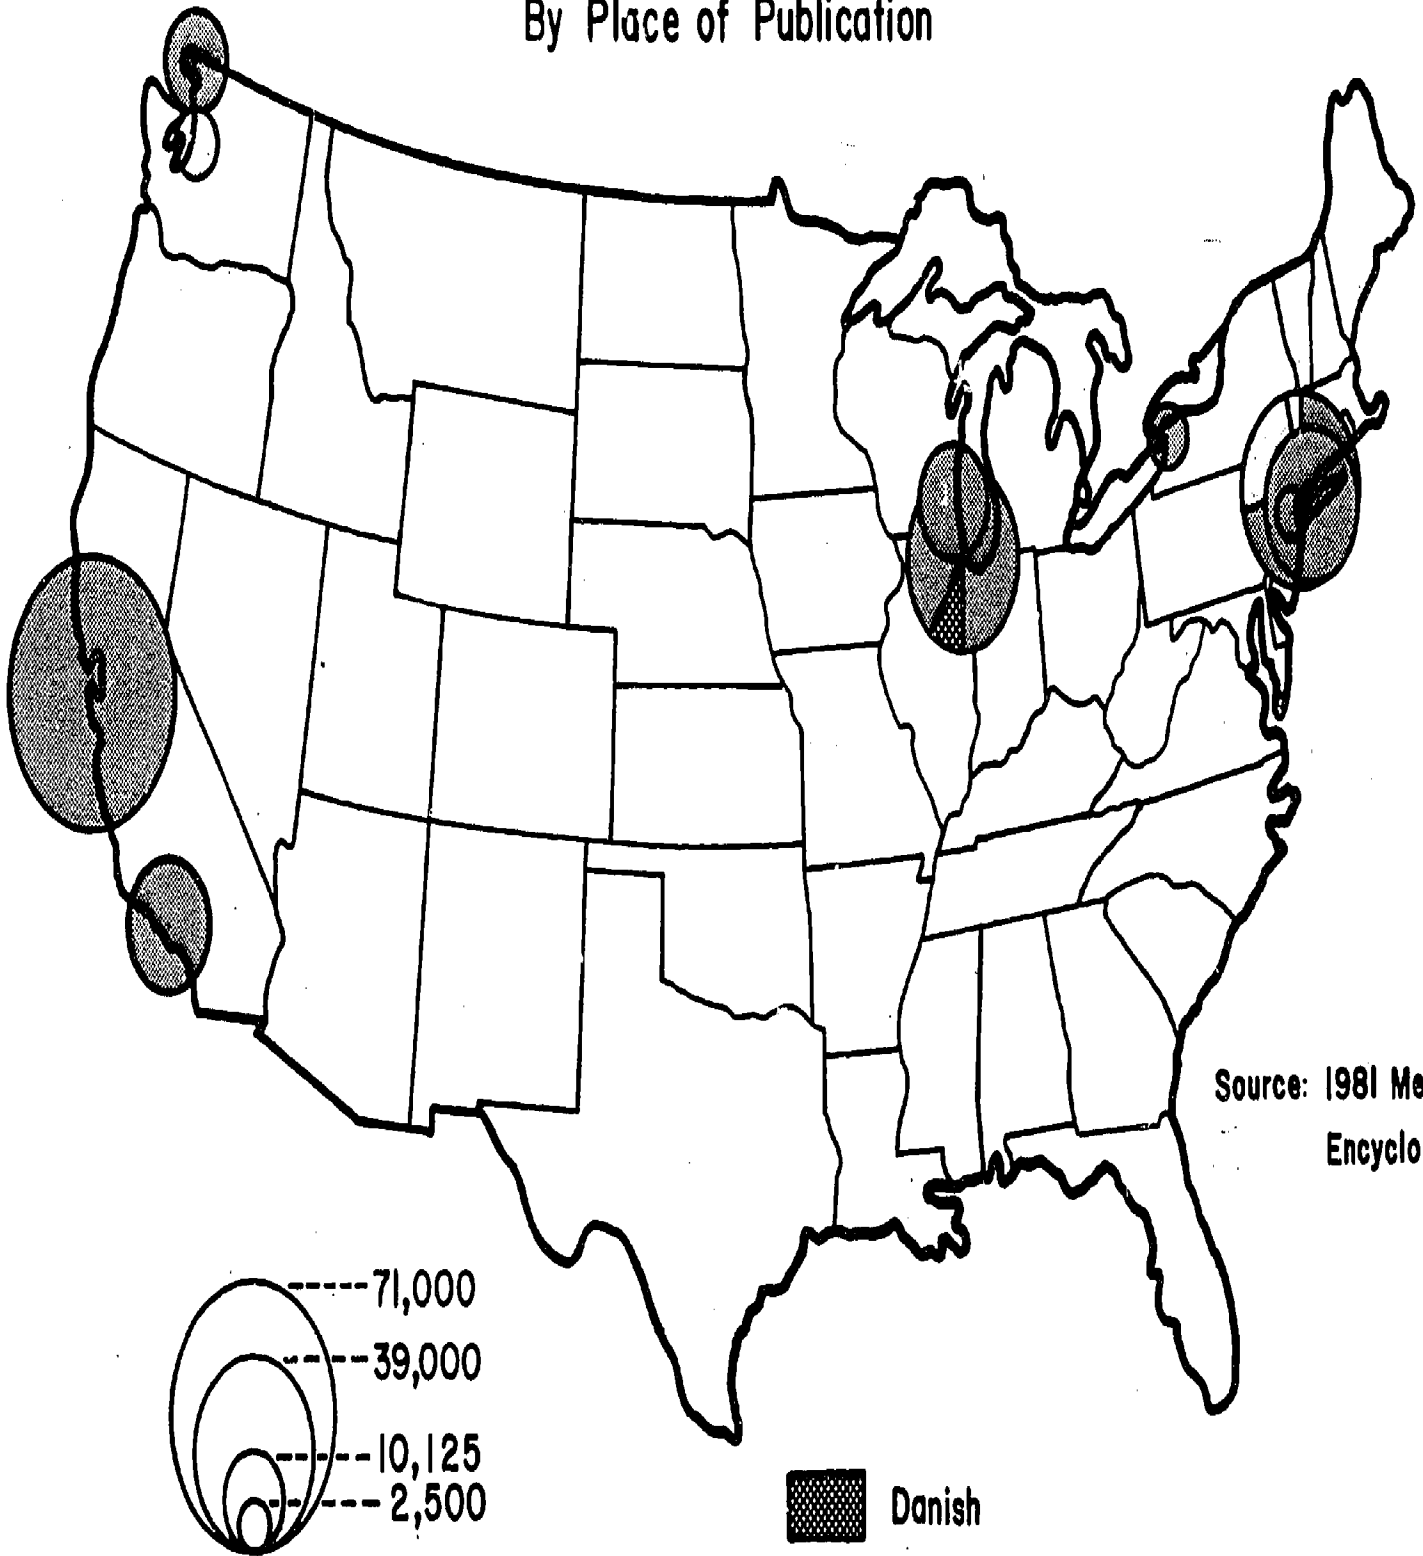 By Place of Publication
Source: 1981 Me
Encyclo
71,000
39,000
10,125
2,500
Danish